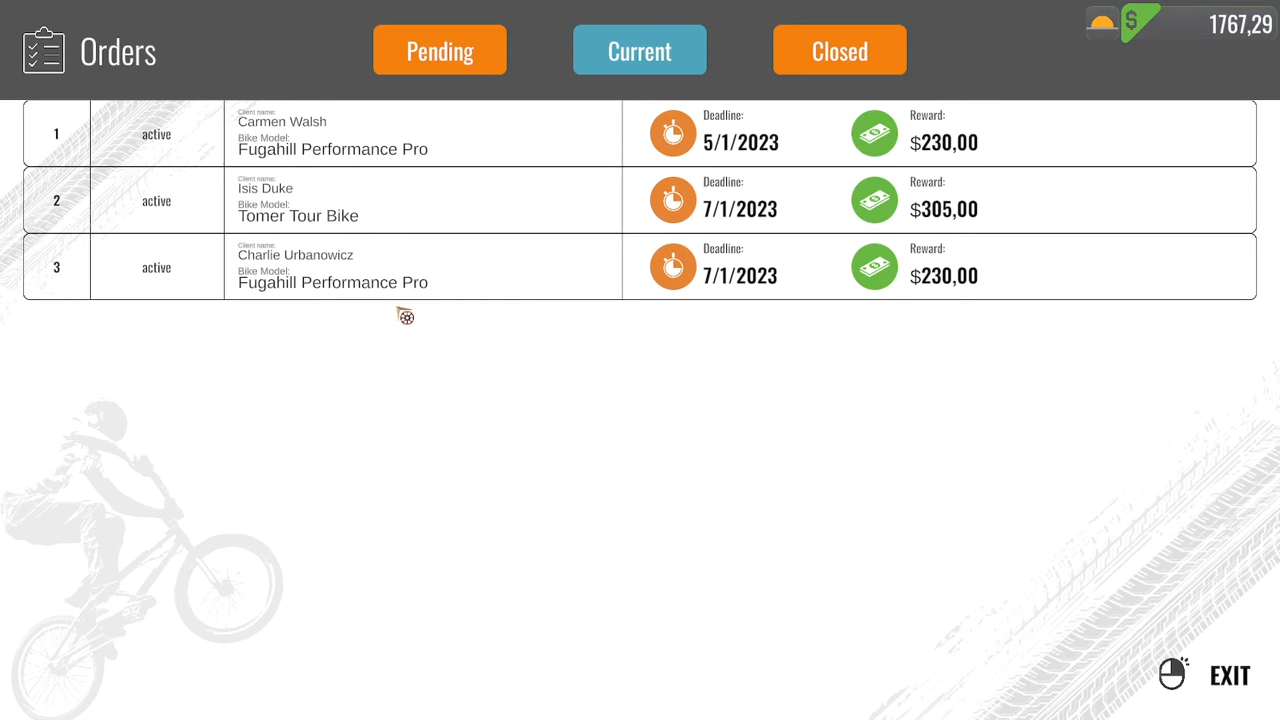 Orders
Pending
Current
Closed
1767,29
1
active
Client name:
Carmen Walsh
Bike Model:
Fugahill Performance Pro
Deadline:
5/1/2023
Reward:
$230,00
2
active
Client name:
Isis Duke
Bike Model:
Tomer Tour Bike
Deadline:
7/1/2023
Reward:
$305,00
3
active
Client name:
Charlie Urbanowicz
Bike Model:
Fugahill Performance Pro
Deadline:
7/1/2023
Reward:
$230,00
EXIT